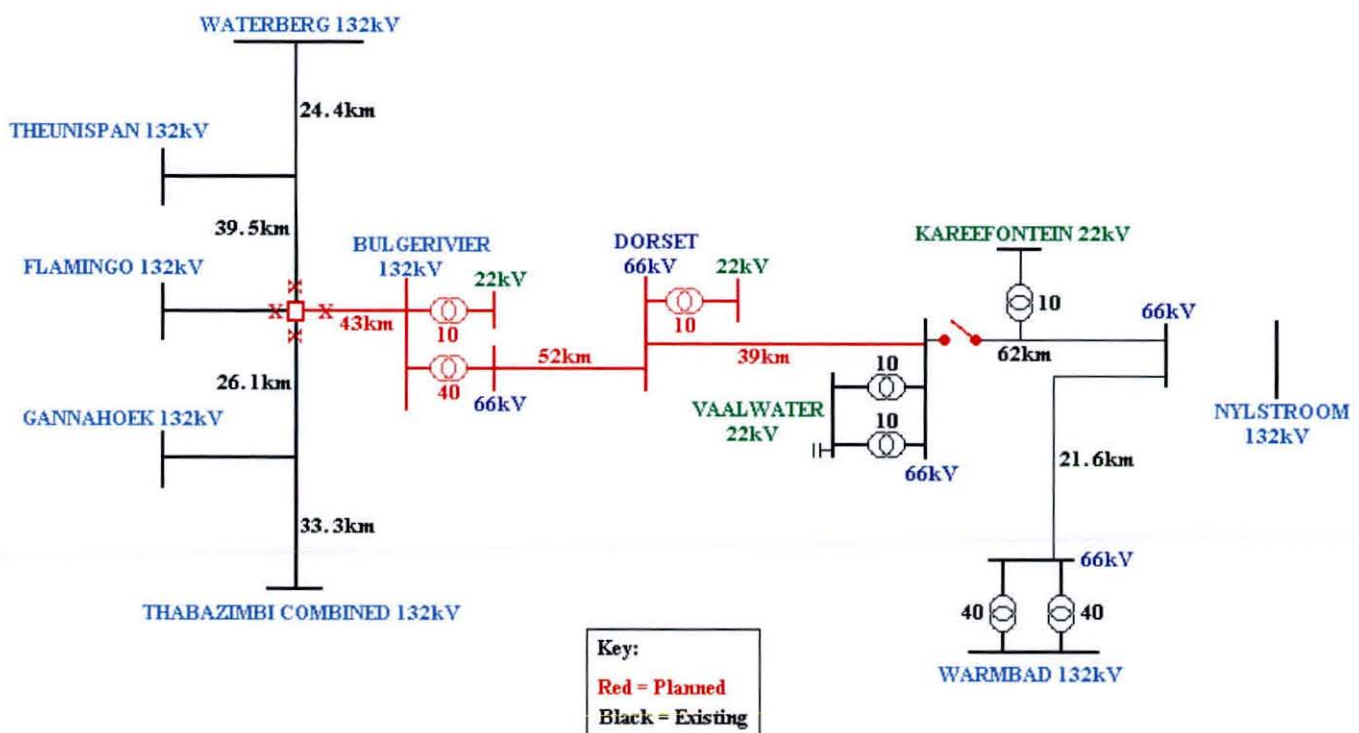 WATERBERG 132kV
24.4km
THEUNISPAN 132kV
39.5km
FLAMINGO 132kV
X
X
X
X
26.1km
GANNAHOEK 132kV
33.3km
THABAZIMBI COMBINED 132kV
BULGERIVIER
132kV
22kV
43km
10
40
66kV
52km
DORSET
66kV
22kV
10
39km
KAREEFONTEIN 22kV
10
66kV
62km
VAALWATER
22kV
10
10
66kV
NYLSTROOM
132kV
21.6km
66kV
40
40
WARMBAD 132kV
Key:
Red = Planned
Black = Existing